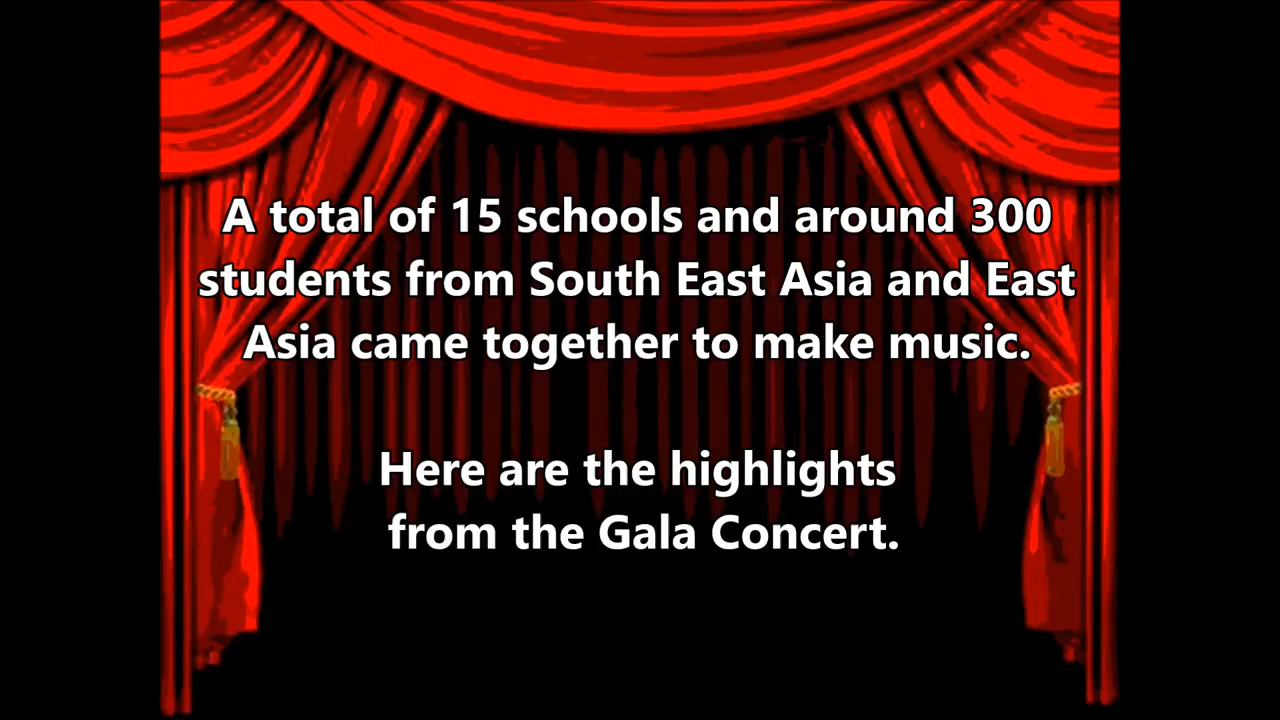 A total of 15 schools and around 300
students from South East Asia and East
Asia came together to make music.
Here are the highlights
from the Gala Concert.